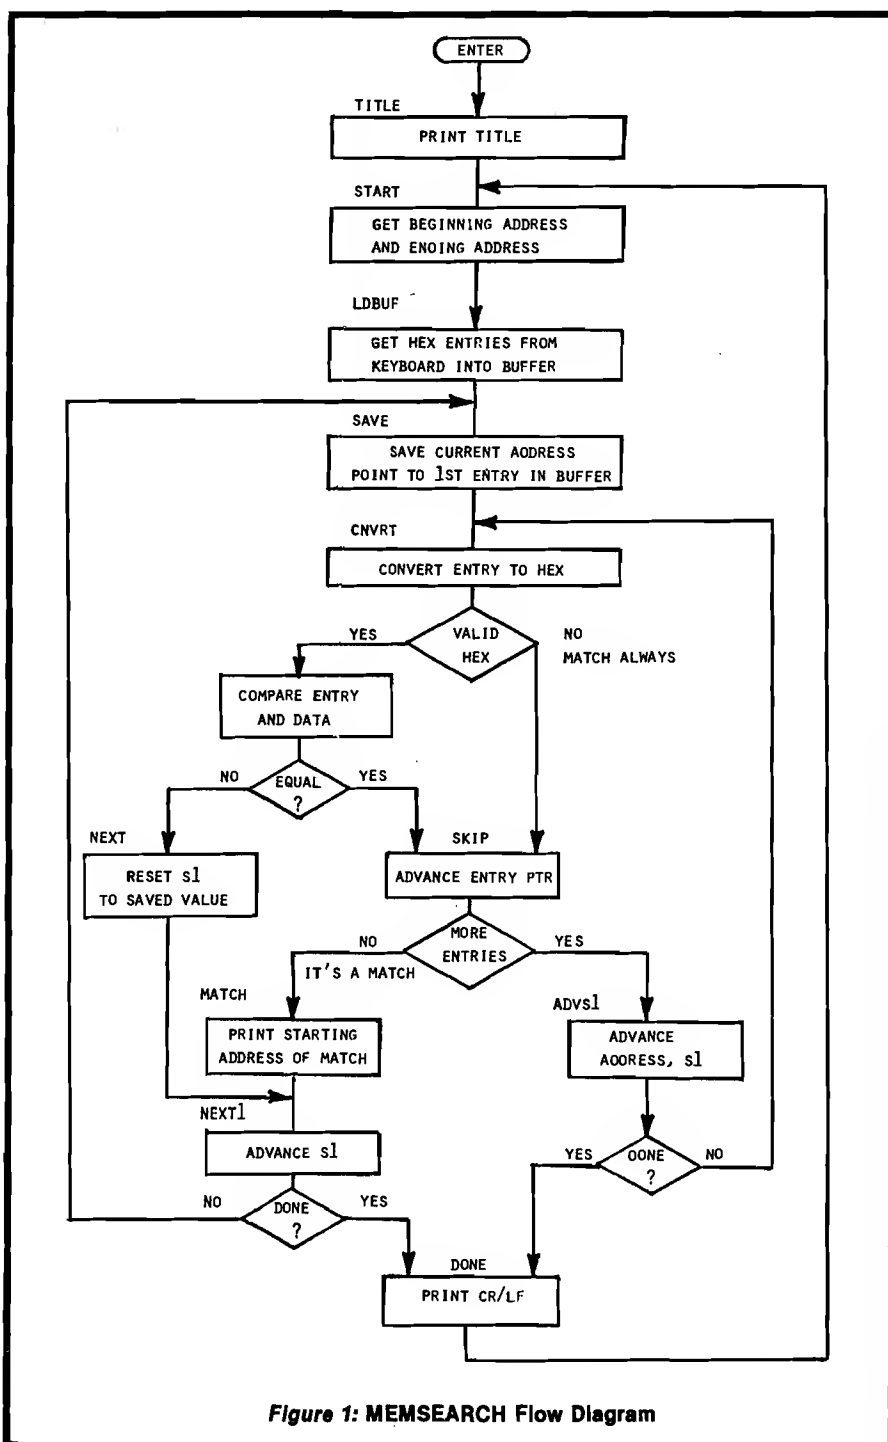 ENTER
TITLE
PRINT TITLE
START
GET BEGINNING ADDRESS
AND ENOING ADDRESS
LDBUF
GET HEX ENTRIES FROM
KEYBOARD INTO BUFFER
SAVE
SAVE CURRENT AODRESS
POINT TO 1ST ENTRY IN BUFFER
CNVRT
CONVERT ENTRY TO HEX
YES
VALID
HEX
NO
MATCH ALWAYS
COMPARE ENTRY
AND DATA
NO
EQUAL
?
YES
NEXT
RESET S1
TO SAVED VALUE
SKIP
ADVANCE ENTRY PTR
NO
IT'S A MATCH
MORE
ENTRIES
YES
MATCH
PRINT STARTING
ADDRESS OF MATCH
ADVS1
ADVANCE
AOORESS, S1
NEXT1
ADVANCE S1
YES
OONE
?
NO
NO
DONE
?
YES
DONE
PRINT CR/LF
Figure 1: MEMSEARCH Flow Diagram